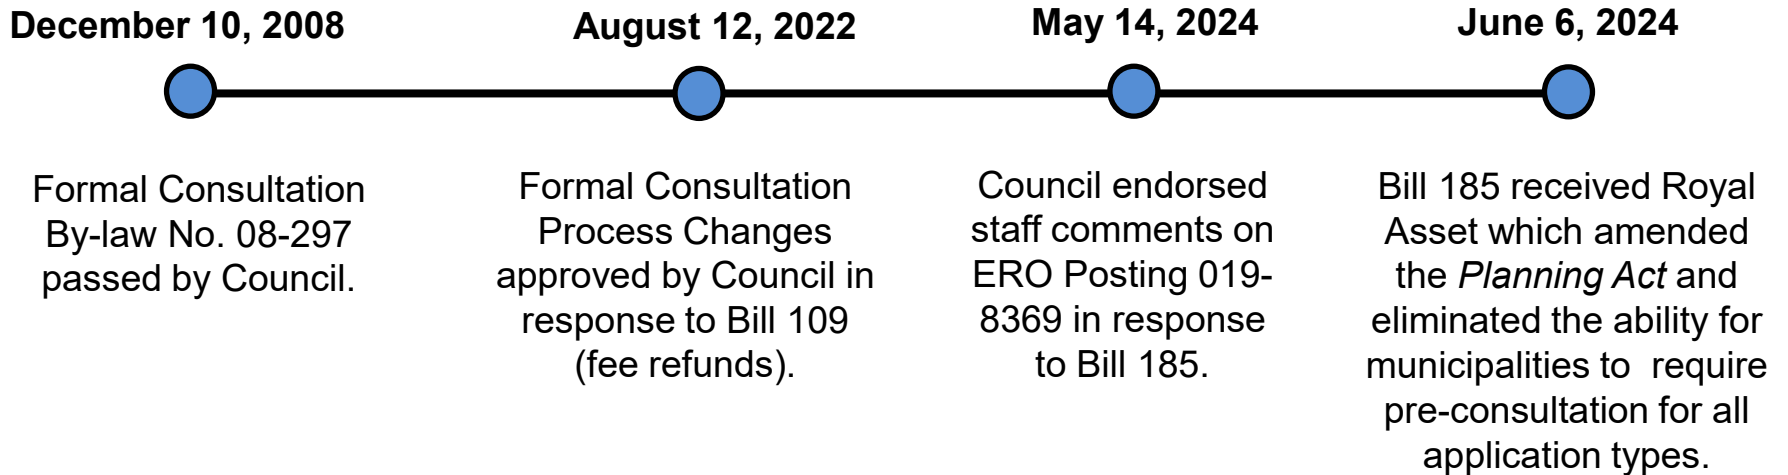 December 10, 2008
Formal Consultation
By-law No. 08-297
passed by Council.
August 12, 2022
Formal Consultation
Process Changes
approved by Council in
response to Bill 109
(fee refunds).
May 14, 2024
Council endorsed
staff comments on
ERO Posting 019-
8369 in response
to Bill 185.
June 6, 2024
Bill 185 received Royal
Asset which amended
the Planning Act and
eliminated the ability for
municipalities to  require
pre-consultation for all
application types.